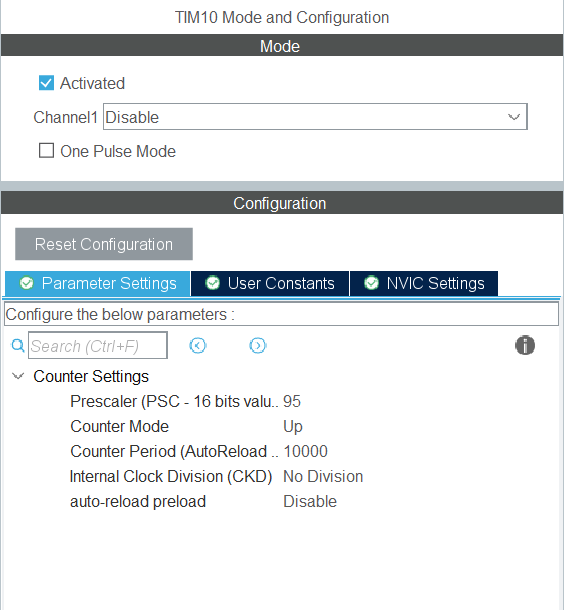 TIM10 Mode and Configuration
Mode
Activated
Channel1 Disable
One Pulse Mode
Configuration
Reset Configuration
Parameter Settings User Constants NVIC Settings
Configure the below parameters :
Search (Ctrl+F)
Counter Settings
Prescaler (PSC - 16 bits valu.. 95
Counter Mode Up
Counter Period (AutoReload .. 10000
Internal Clock Division (CKD) No Division
auto-reload preload Disable